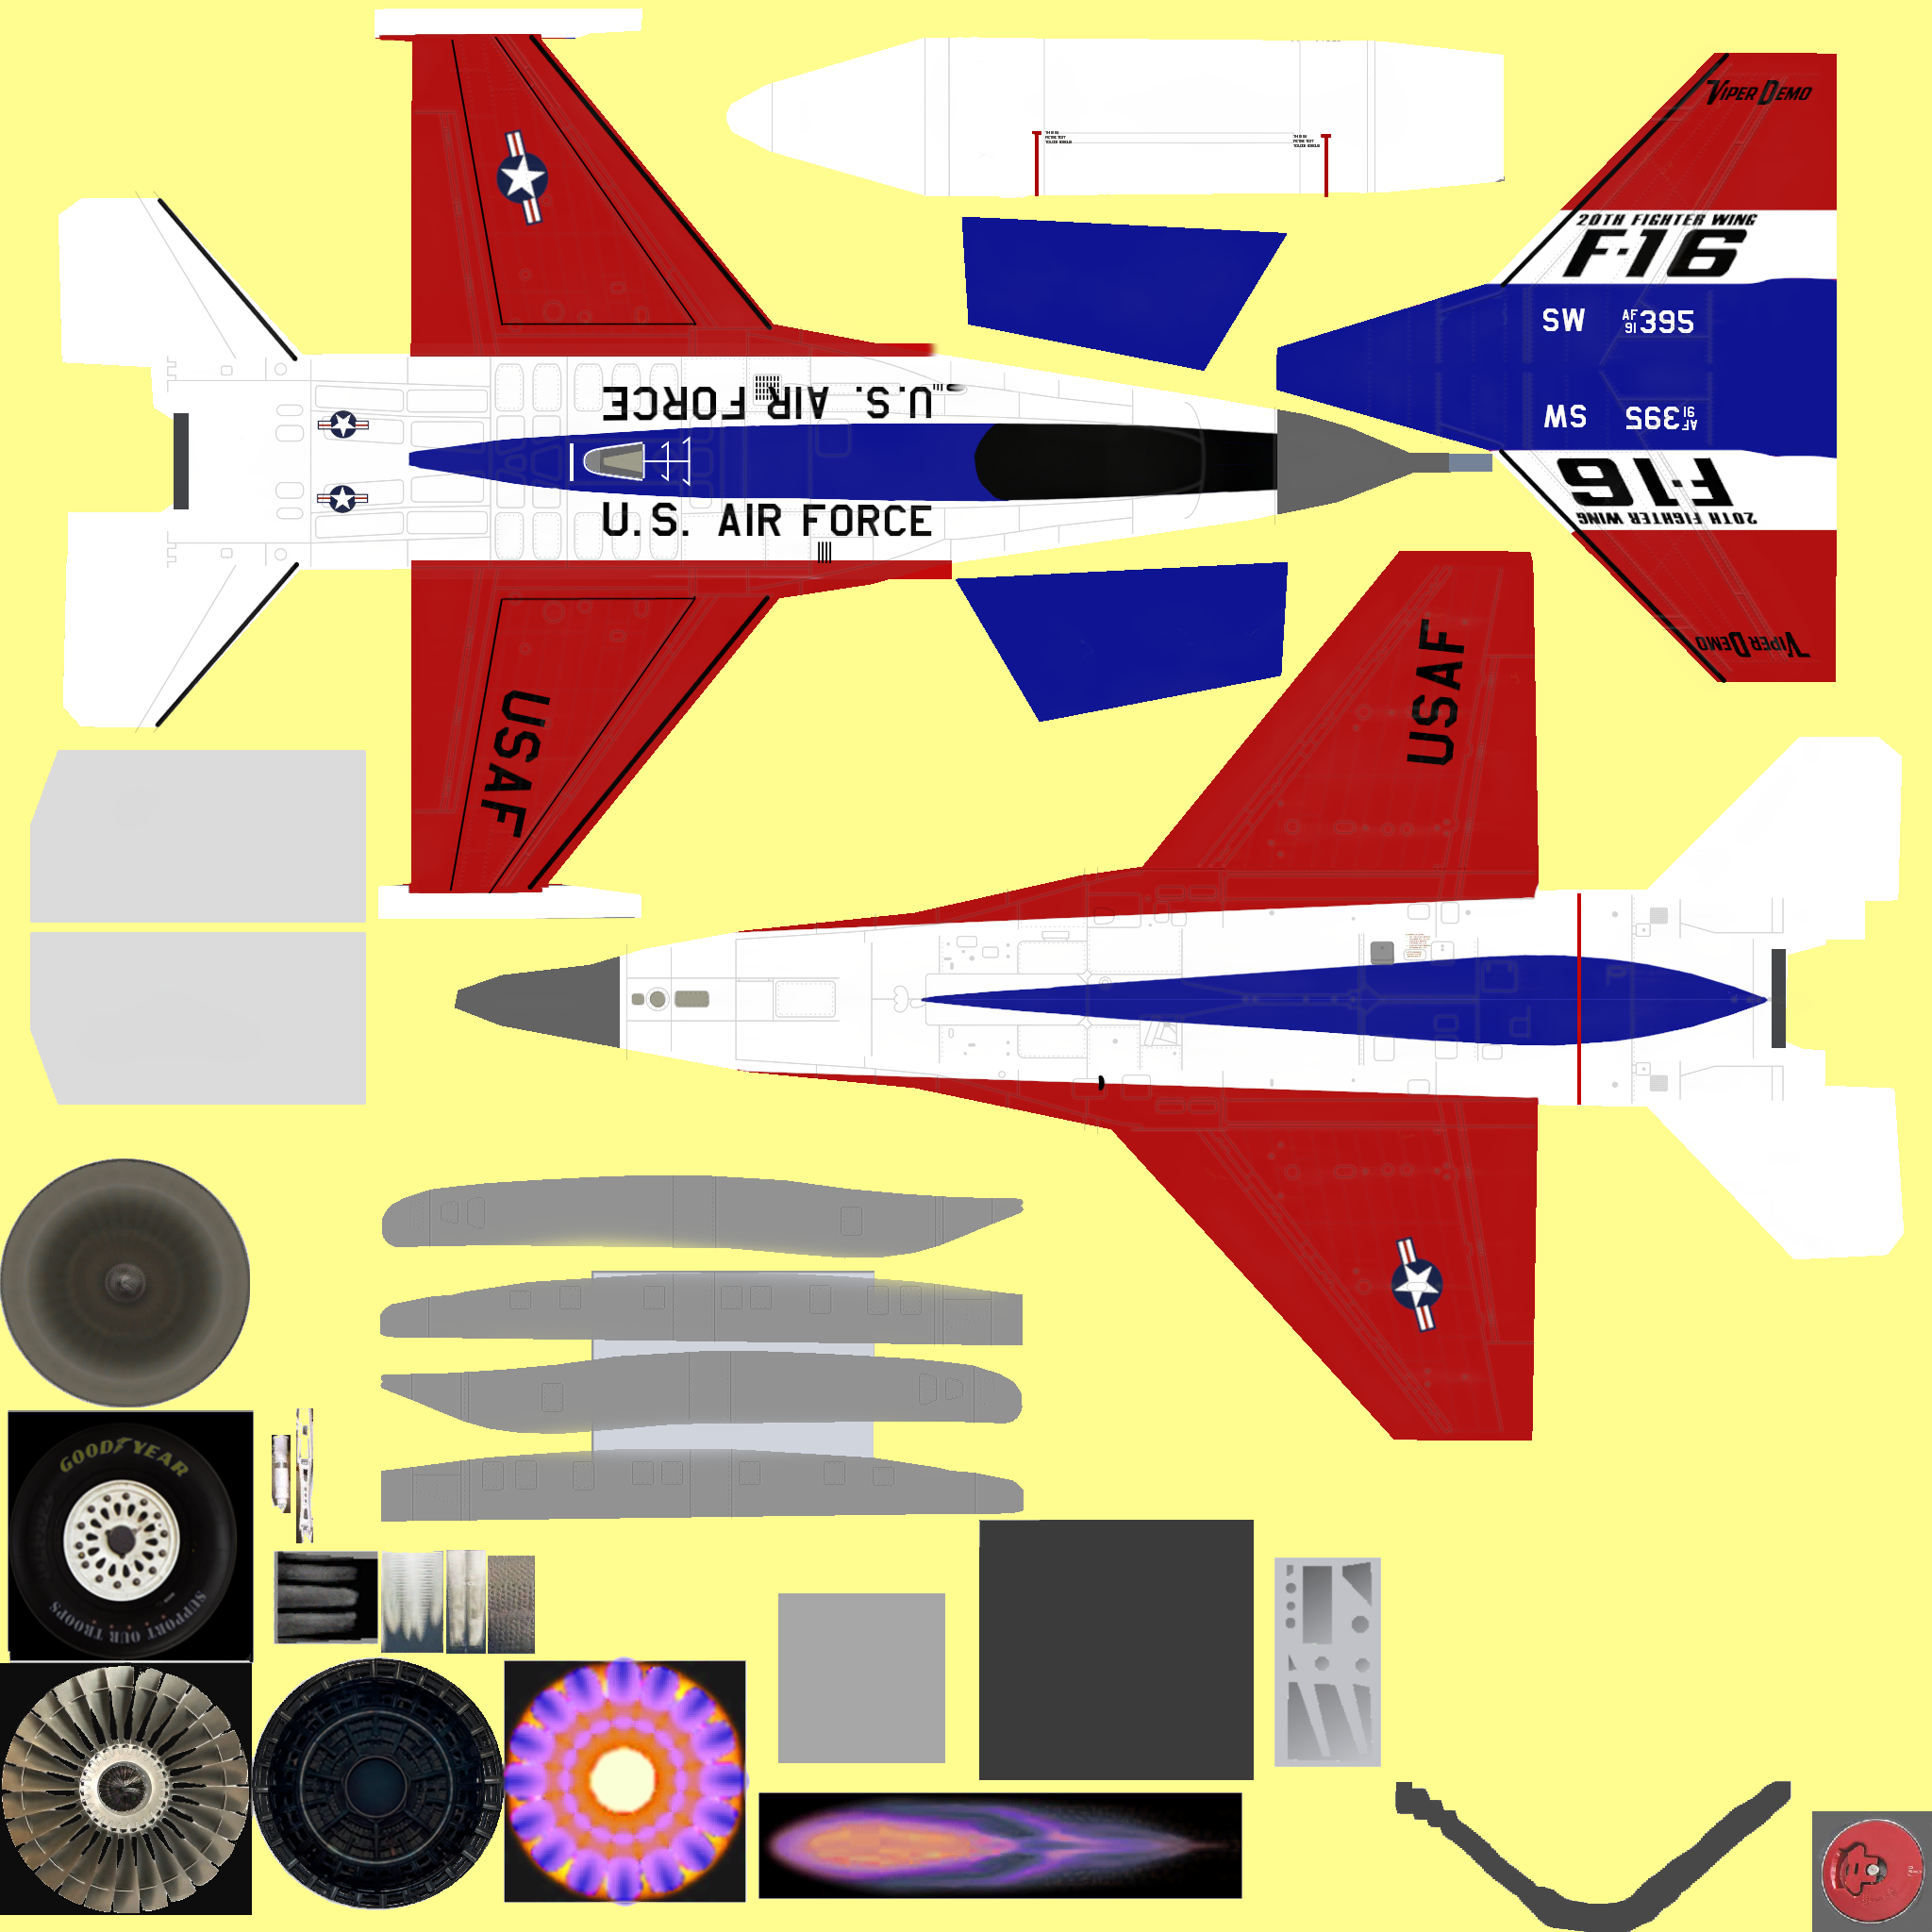 VIPER DEMO
20TH FIGHTER WING
F-16
SW AF 91 395
SW AF 91 395
F-16
20TH FIGHTER WING
VIPER DEMO
U.S. AIR FORCE
U.S. AIR FORCE
USAF
USAF
GOODYEAR
SUPPORT OUR TROOPS